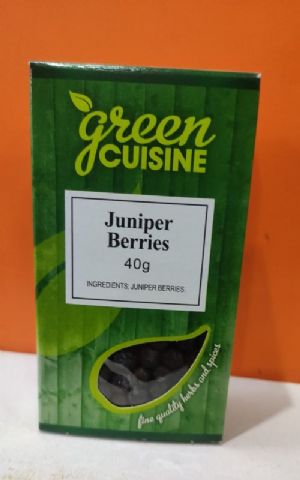 green
CUISINE
Juniper
Berries
40g
INGREDIENTS: JUNIPER BERRIES.
fine quality herbs and spices